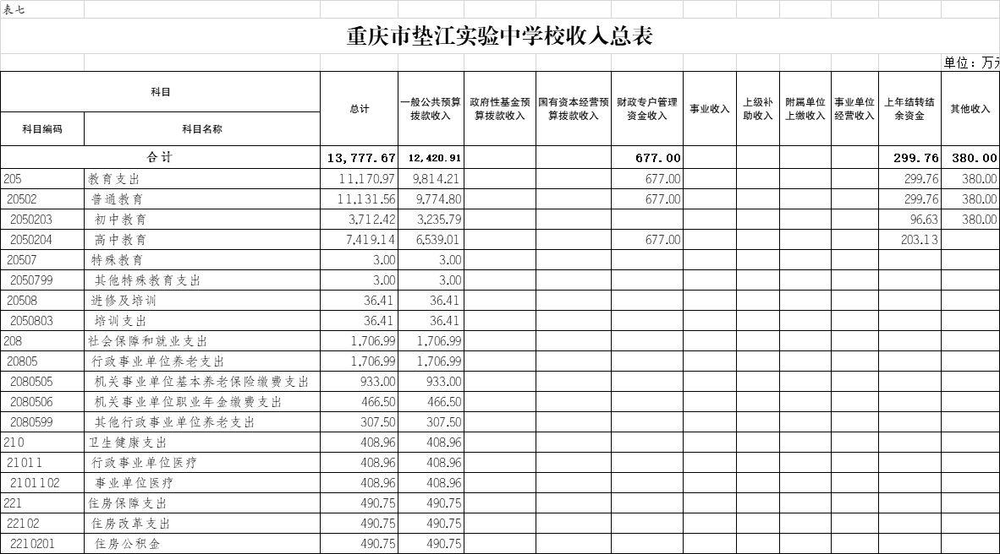 表七
重庆市垫江实验中学校收入总表
单位：万元
科目 总计 一般公共预算拨款收入 政府性基金预算拨款收入 国有资本经营预算拨款收入 财政专户管理资金收入 事业收入 上级补助收入 附属单位上缴收入 事业单位经营收入 上年结转结余资金 其他收入
科目编码 科目名称
合计 13,777.67 12,420.91 677.00 299.76 380.00
205 教育支出 11,170.97 9,814.21 677.00 299.76 380.00
20502 普通教育 11,131.56 9,774.80 677.00 299.76 380.00
2050203 初中教育 3,712.42 3,235.79 96.63 380.00
2050204 高中教育 7,419.14 6,539.01 677.00 203.13
20507 特殊教育 3.00 3.00
2050799 其他特殊教育支出 3.00 3.00
20508 进修及培训 36.41 36.41
2050803 培训支出 36.41 36.41
208 社会保障和就业支出 1,706.99 1,706.99
20805 行政事业单位养老支出 1,706.99 1,706.99
2080505 机关事业单位基本养老保险缴费支出 933.00 933.00
2080506 机关事业单位职业年金缴费支出 466.50 466.50
2080599 其他行政事业单位养老支出 307.50 307.50
210 卫生健康支出 408.96 408.96
21011 行政事业单位医疗 408.96 408.96
2101102 事业单位医疗 408.96 408.96
221 住房保障支出 490.75 490.75
22102 住房改革支出 490.75 490.75
2210201 住房公积金 490.75 490.75